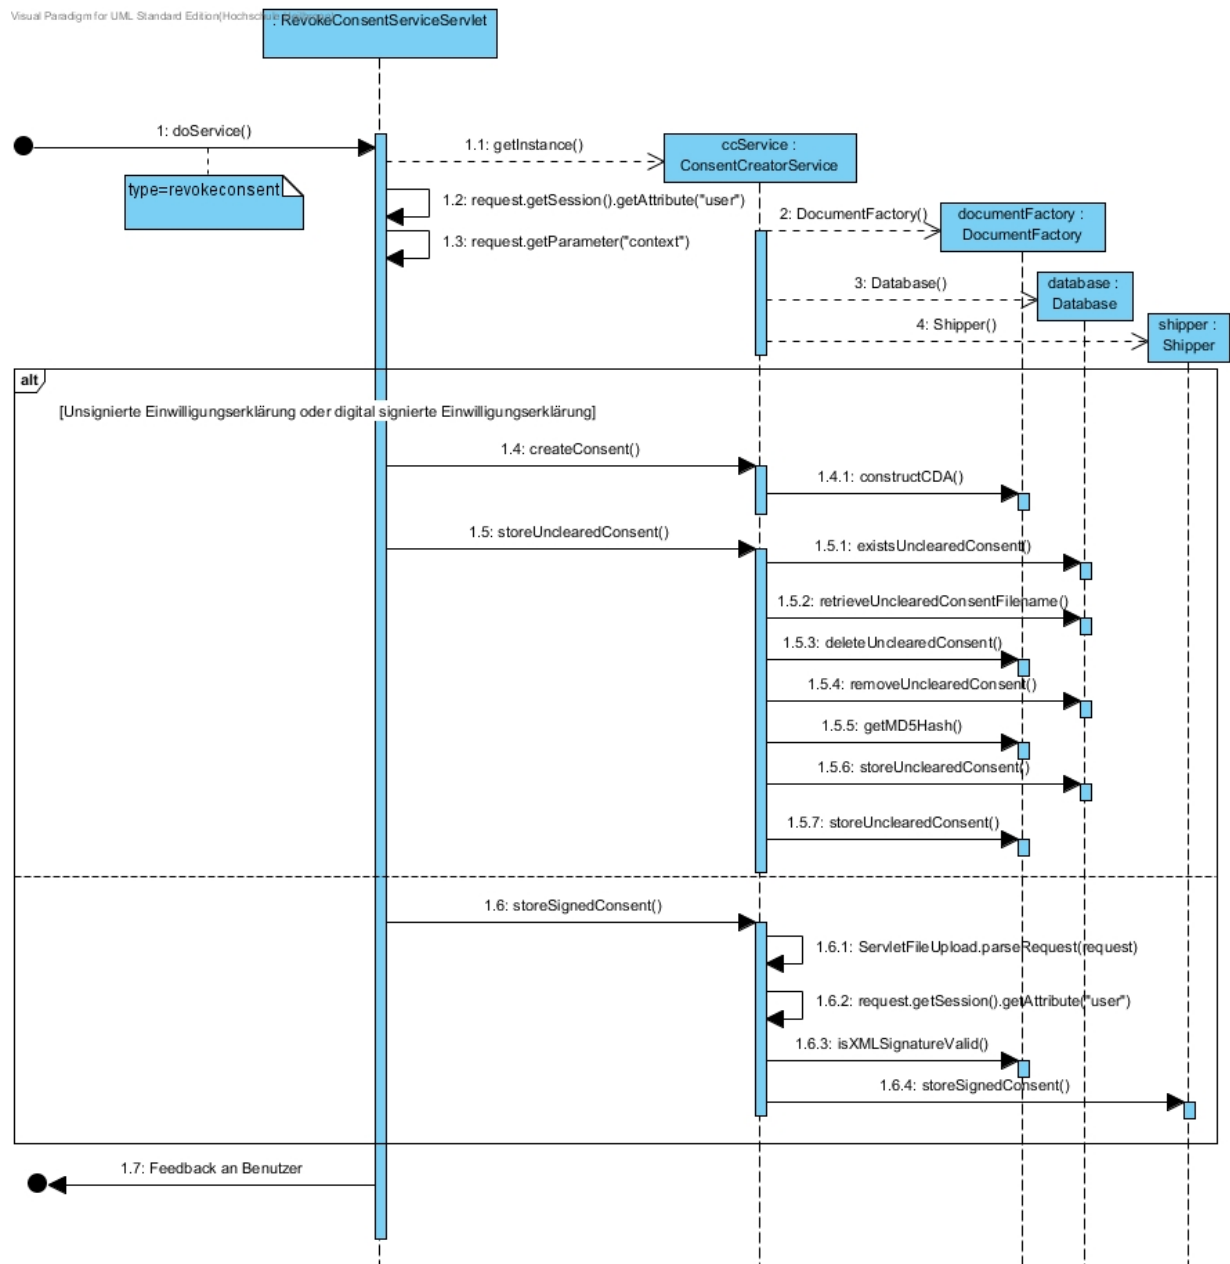 Visual Paradigm for UML Standard Edition(Hochschule
: RevokeConsentServiceServlet
1: doService()
type=revokeconsent
1.1: getInstance()
ccService :
ConsentCreatorService
1.2: request.getSession().getAttribute("user")
1.3: request.getParameter("context")
2: DocumentFactory()
documentFactory :
DocumentFactory
3: Database()
database :
Database
4: Shipper()
shipper :
Shipper
alt
[Unsignierte Einwilligungserklärung oder digital signierte Einwilligungserklärung]
1.4: createConsent()
1.4.1: constructCDA()
1.5: storeUnclearedConsent()
1.5.1: existsUnclearedConsent()
1.5.2: retrieveUnclearedConsentFilename()
1.5.3: deleteUnclearedConsent()
1.5.4: removeUnclearedConsent()
1.5.5: getMD5Hash()
1.5.6: storeUnclearedConsent()
1.5.7: storeUnclearedConsent()
1.6: storeSignedConsent()
1.6.1: ServletFileUpload.parseRequest(request)
1.6.2: request.getSession().getAttribute("user")
1.6.3: isXMLSignatureValid()
1.6.4: storeSignedConsent()
1.7: Feedback an Benutzer